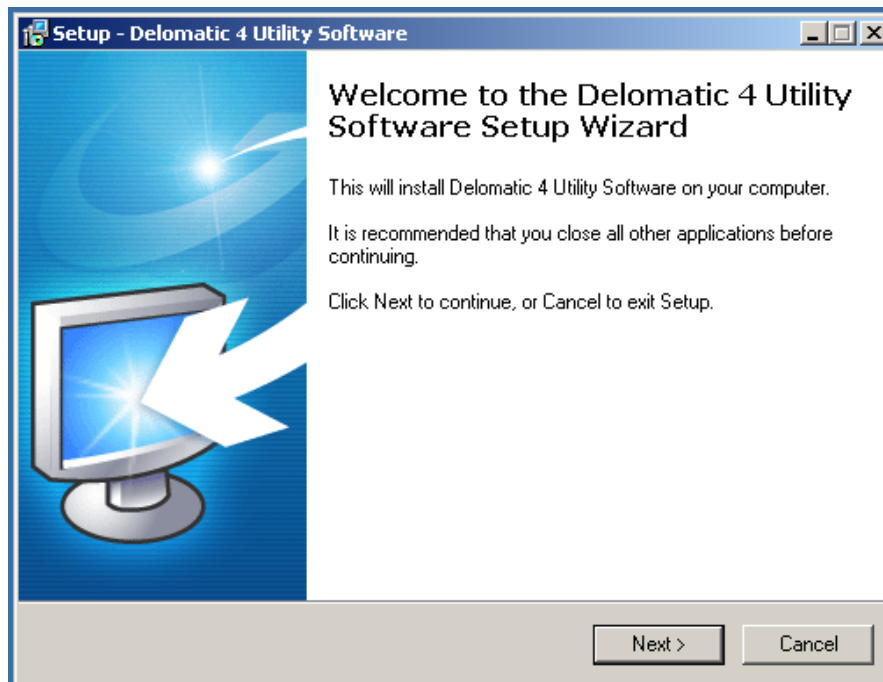 Setup - Delomatic 4 Utility Software
Welcome to the Delomatic 4 Utility
Software Setup Wizard
This will install Delomatic 4 Utility Software on your computer.
It is recommended that you close all other applications before
continuing.
Click Next to continue, or Cancel to exit Setup.
Next >
Cancel